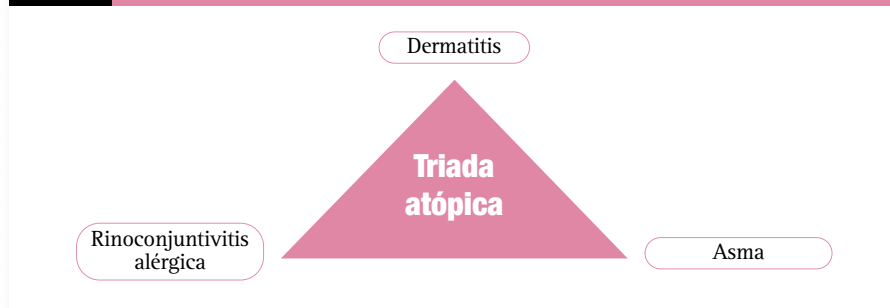 Dermatitis
Triada
atópica
Rinoconjuntivitis
alérgica
Asma